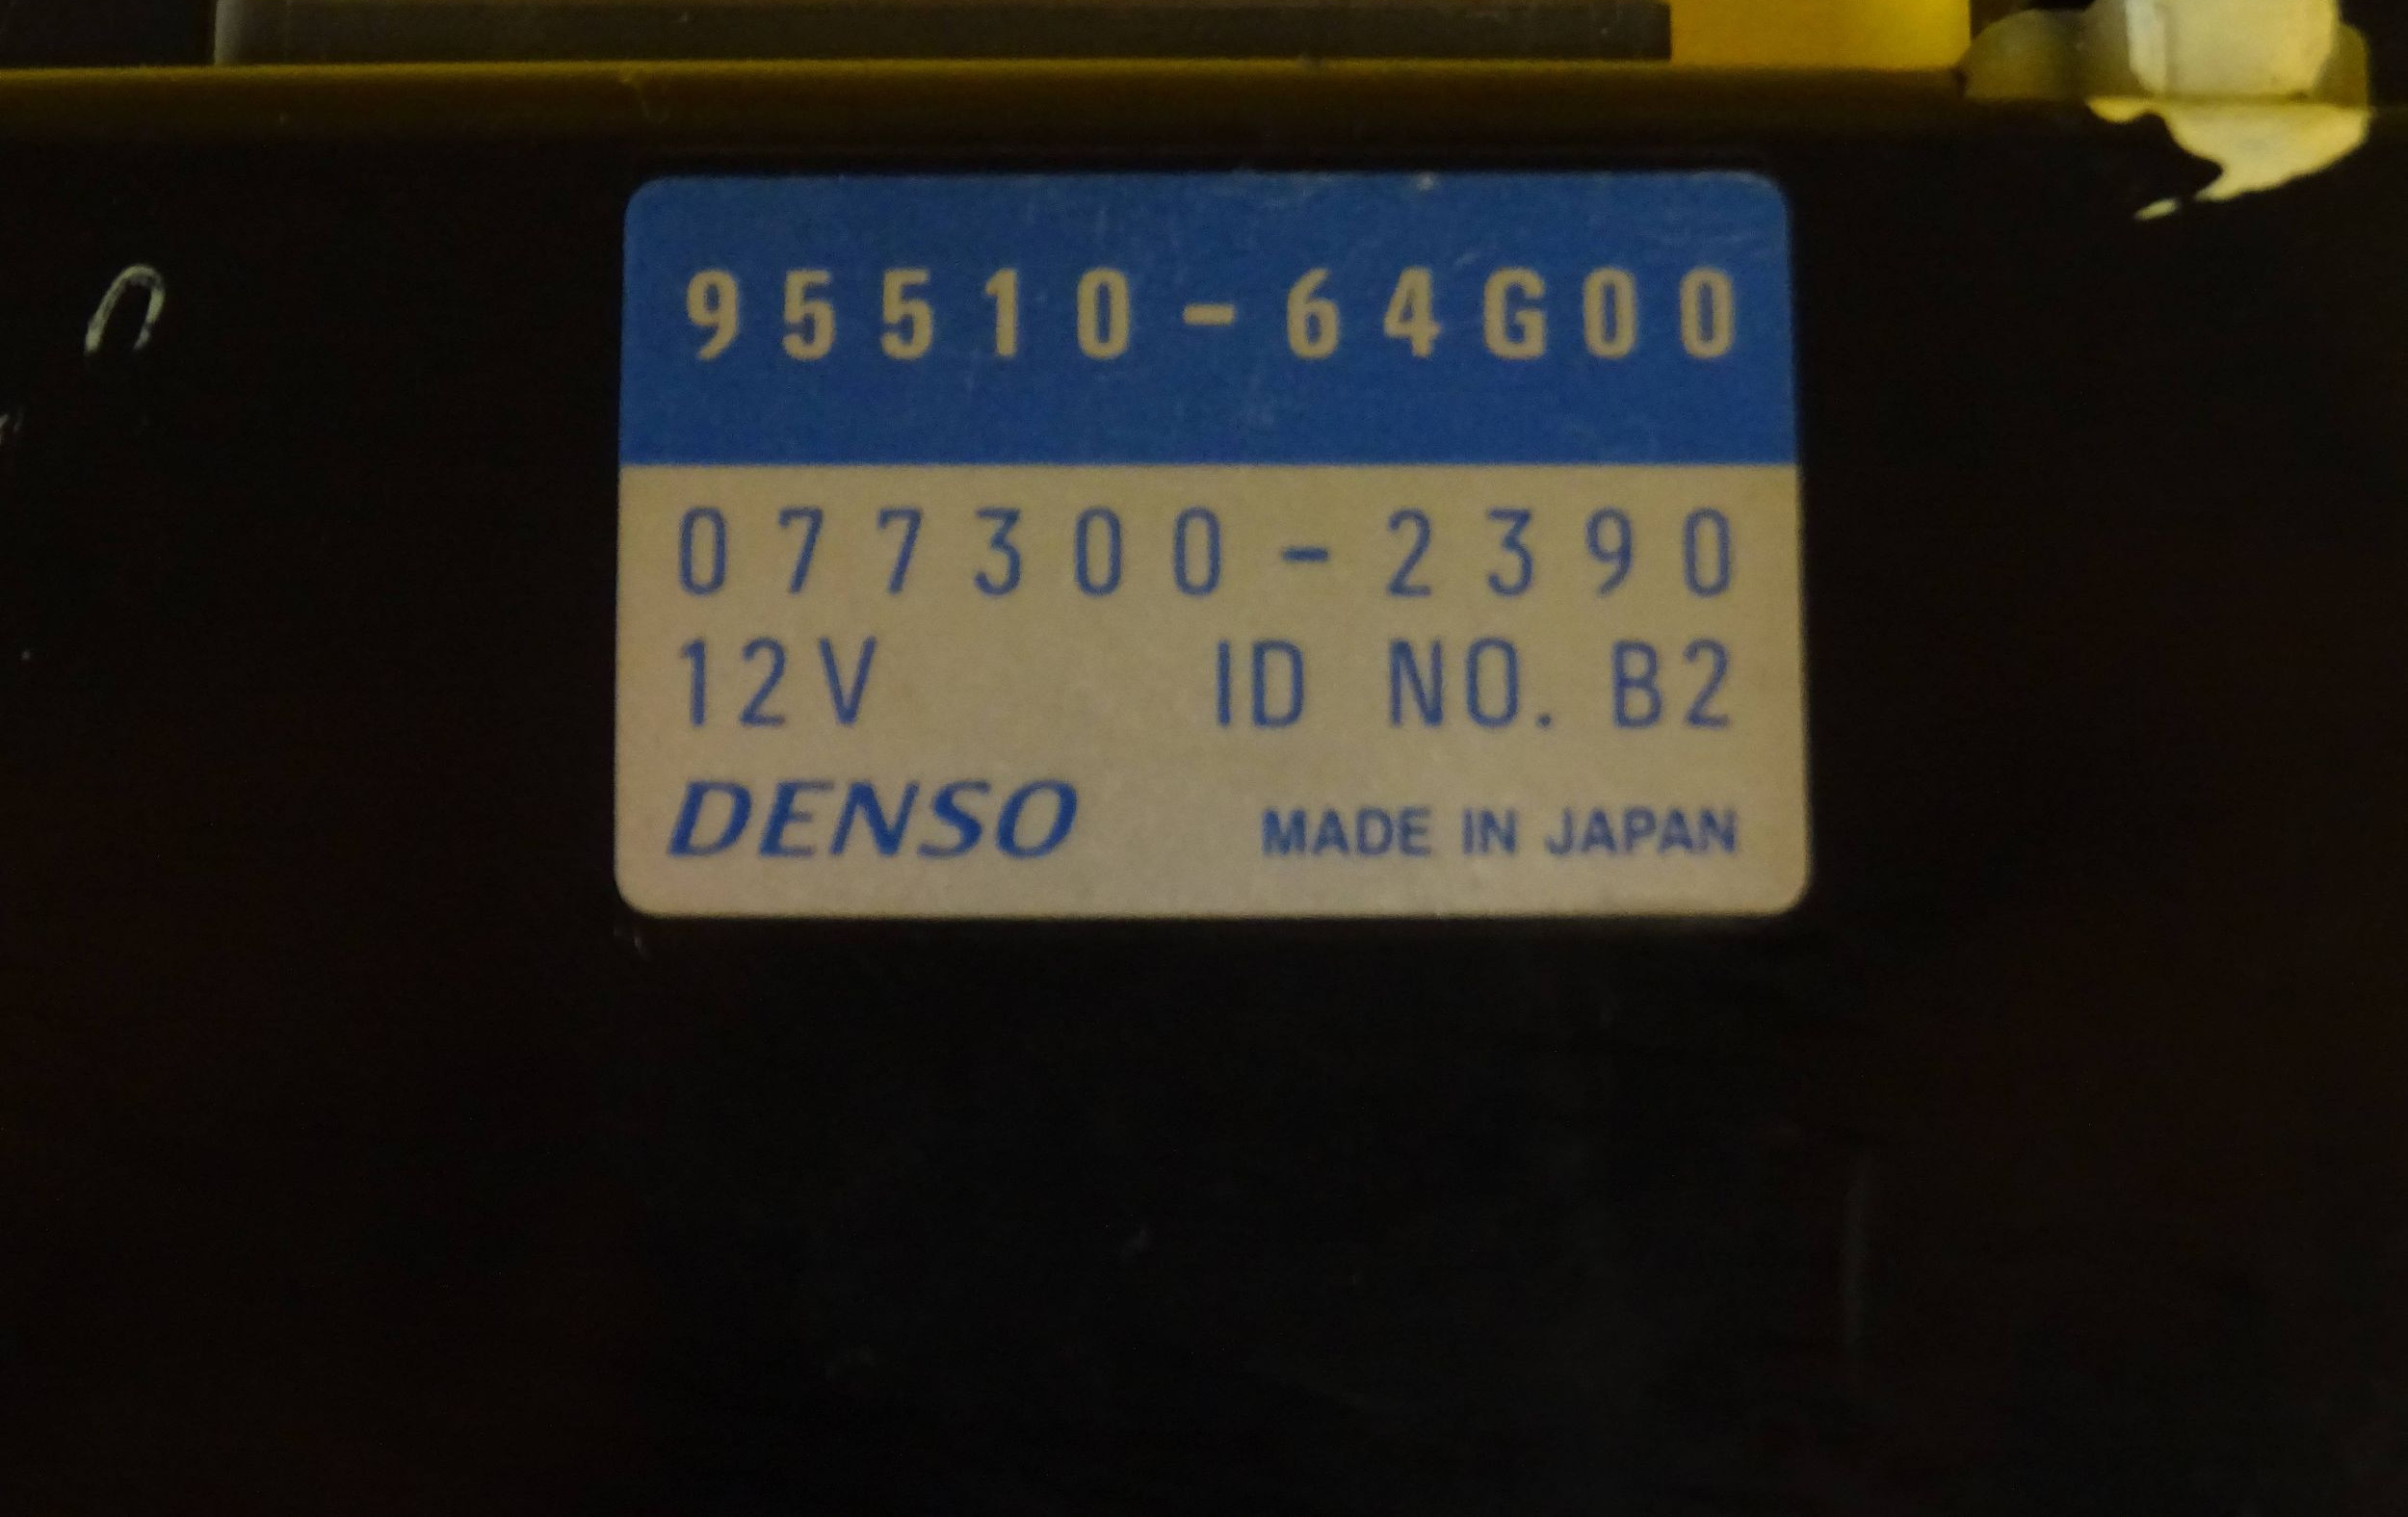 95510-64G00
077300-2390
12V ID NO. B2
DENSO MADE IN JAPAN